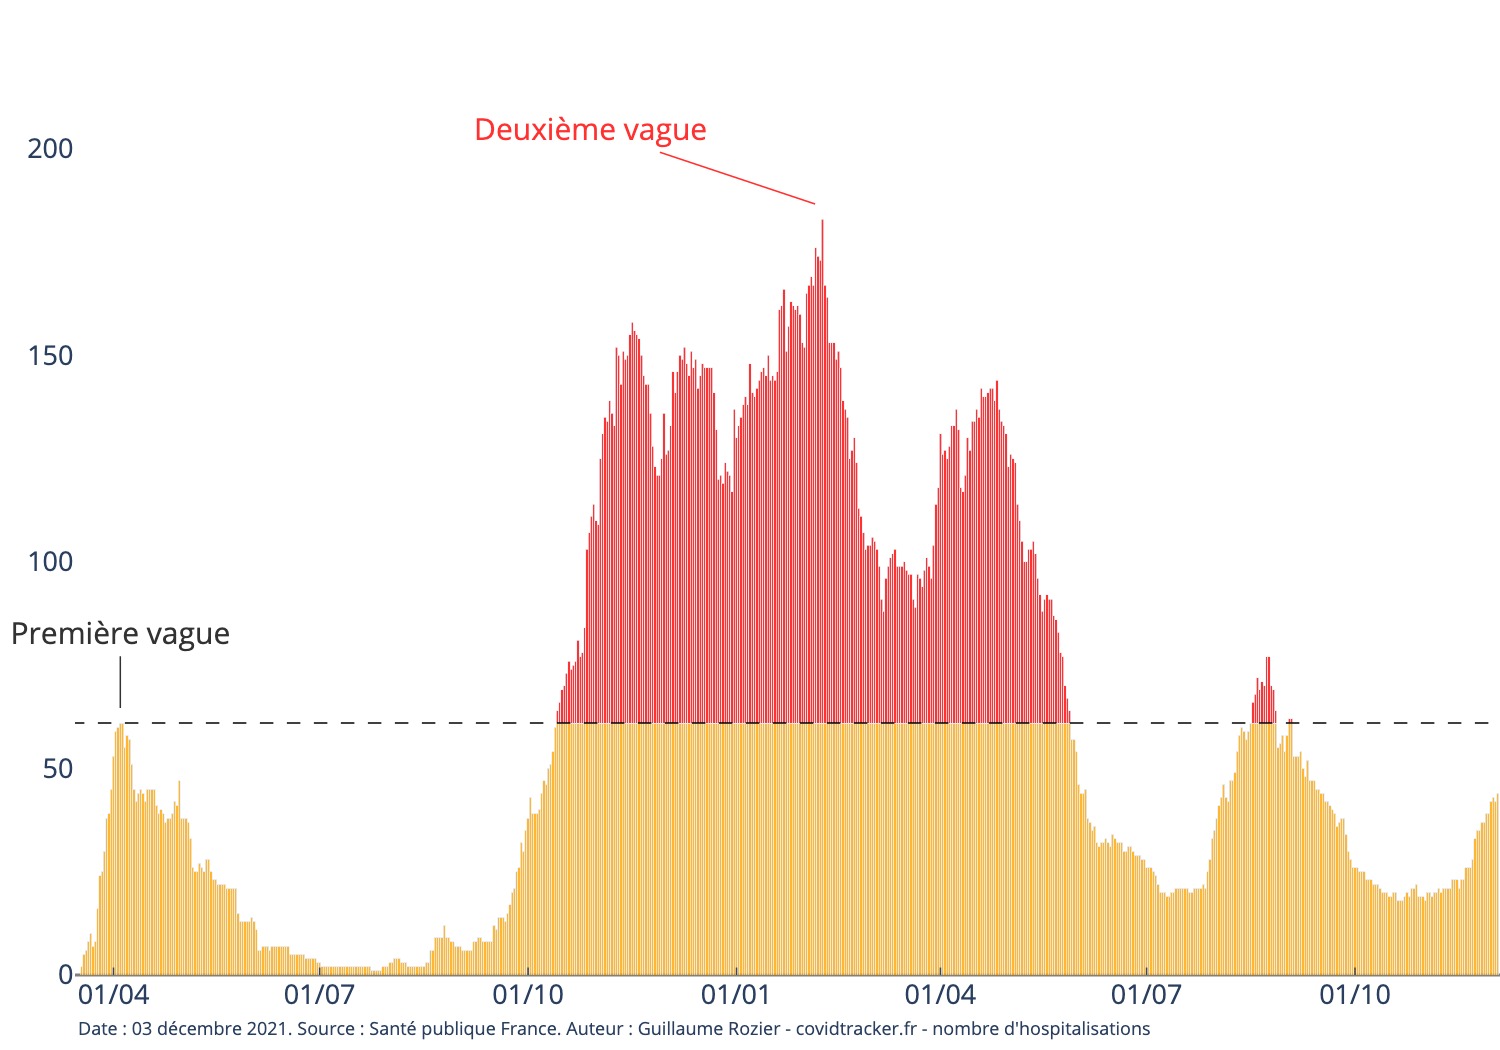 Deuxième vague
200
150
100
Première vague
50
0
01/04 01/07 01/10 01/01 01/04 01/07 01/10
Date : 03 décembre 2021. Source : Santé publique France. Auteur : Guillaume Rozier - covidtracker.fr - nombre d'hospitalisations